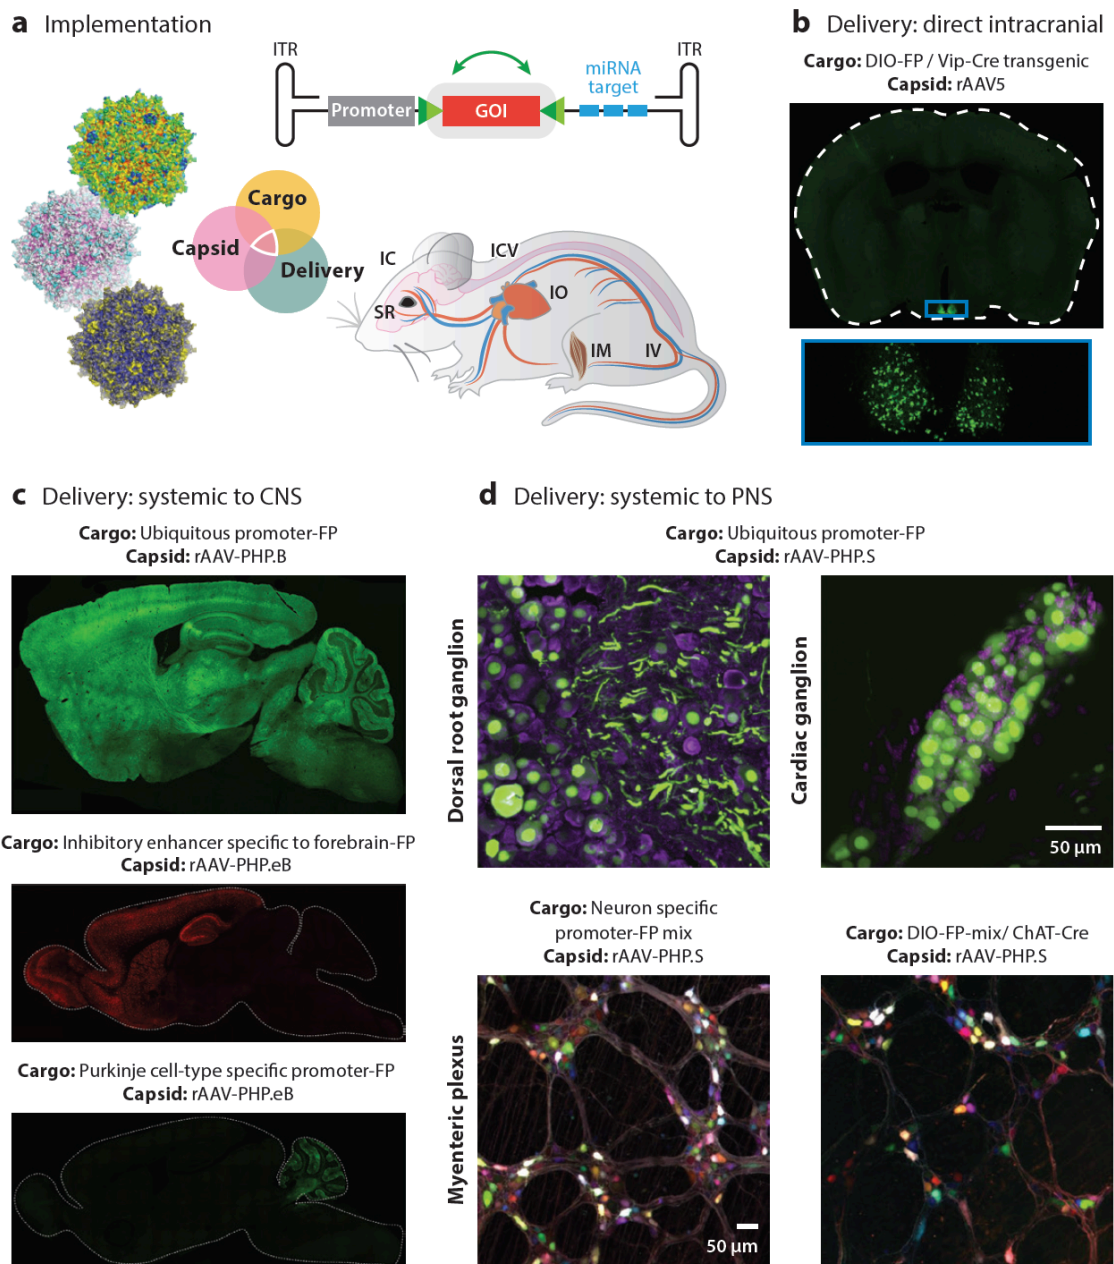 a Implementation
ITR
ITR
miRNA
target
Promoter
GOI
Cargo
Capsid
Delivery
IC
ICV
SR
IO
IM
IV
b Delivery: direct intracranial
Cargo: DIO-FP / Vip-Cre transgenic
Capsid: rAAV5
c Delivery: systemic to CNS
Cargo: Ubiquitous promoter-FP
Capsid: rAAV-PHP.B
Cargo: Inhibitory enhancer specific to forebrain-FP
Capsid: rAAV-PHP.eB
Cargo: Purkinje cell-type specific promoter-FP
Capsid: rAAV-PHP.eB
d Delivery: systemic to PNS
Cargo: Ubiquitous promoter-FP
Capsid: rAAV-PHP.S
Dorsal root ganglion
Cardiac ganglion
50 µm
Cargo: Neuron specific
promoter-FP mix
Capsid: rAAV-PHP.S
Cargo: DIO-FP-mix/ ChAT-Cre
Capsid: rAAV-PHP.S
Myenteric plexus
50 µm